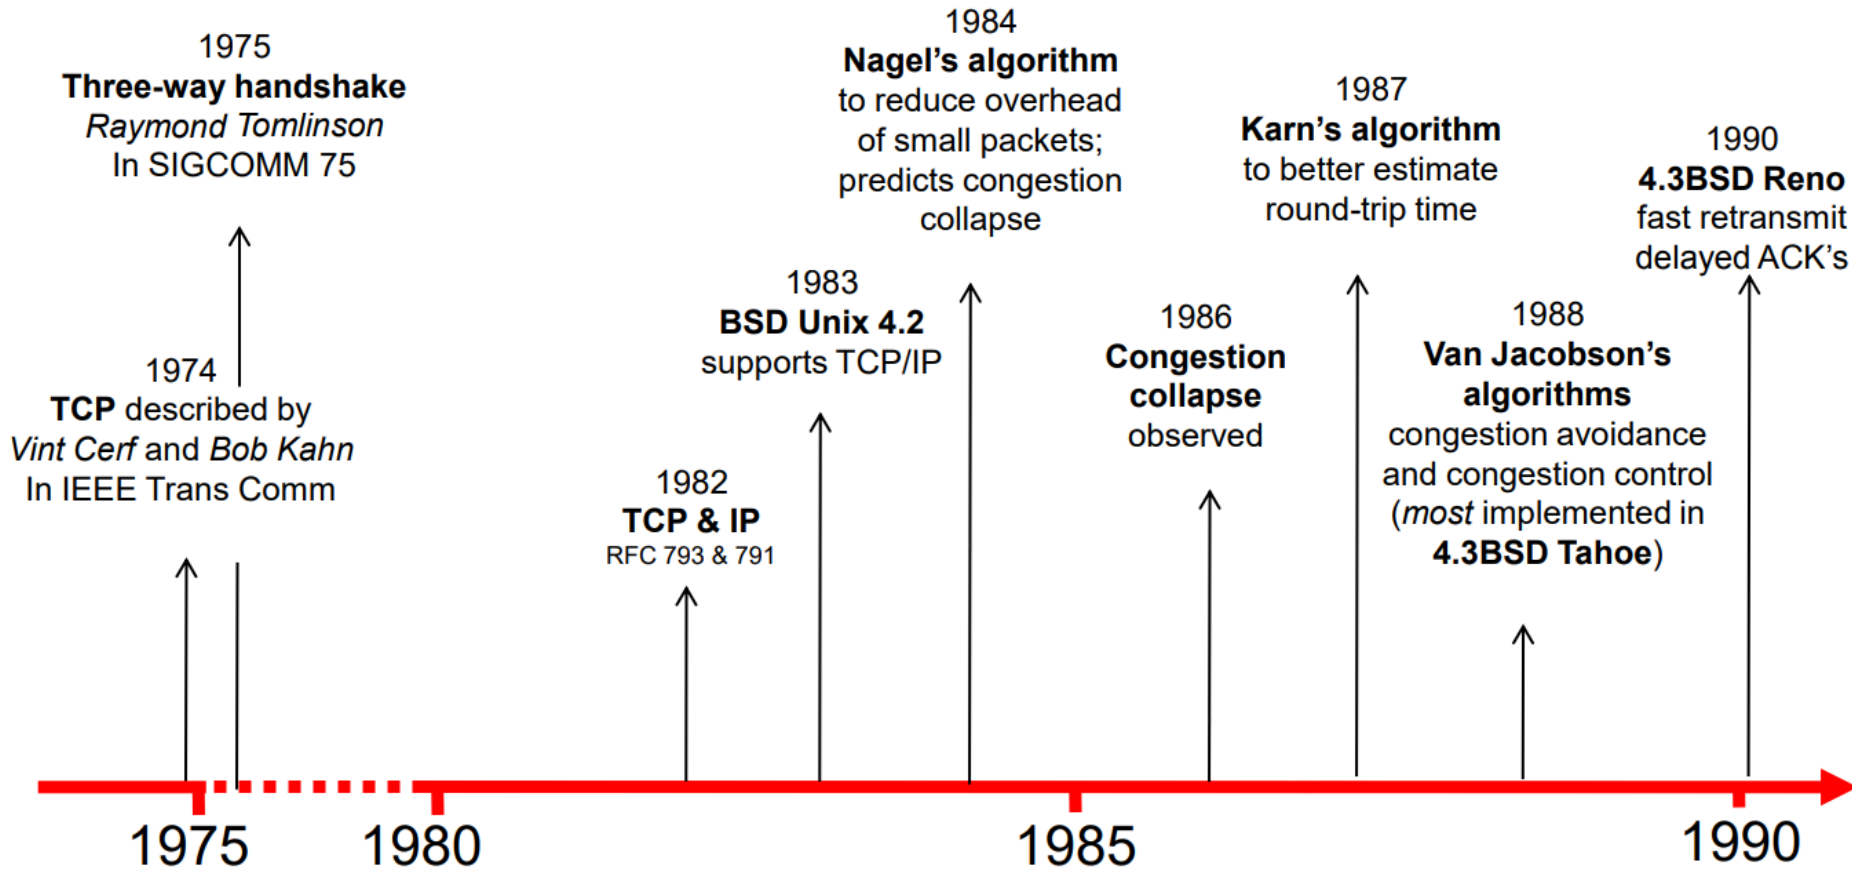 1975
Three-way handshake
Raymond Tomlinson
In SIGCOMM 75
1974
TCP described by
Vint Cerf and Bob Kahn
In IEEE Trans Comm
1982
TCP & IP
RFC 793 & 791
1983
BSD Unix 4.2
supports TCP/IP
1984
Nagel’s algorithm
to reduce overhead
of small packets;
predicts congestion
collapse
1986
Congestion
collapse
observed
1987
Karn’s algorithm
to better estimate
round-trip time
1988
Van Jacobson’s
algorithms
congestion avoidance
and congestion control
(most implemented in
4.3BSD Tahoe)
1990
4.3BSD Reno
fast retransmit
delayed ACK’s
1975
1980
1985
1990